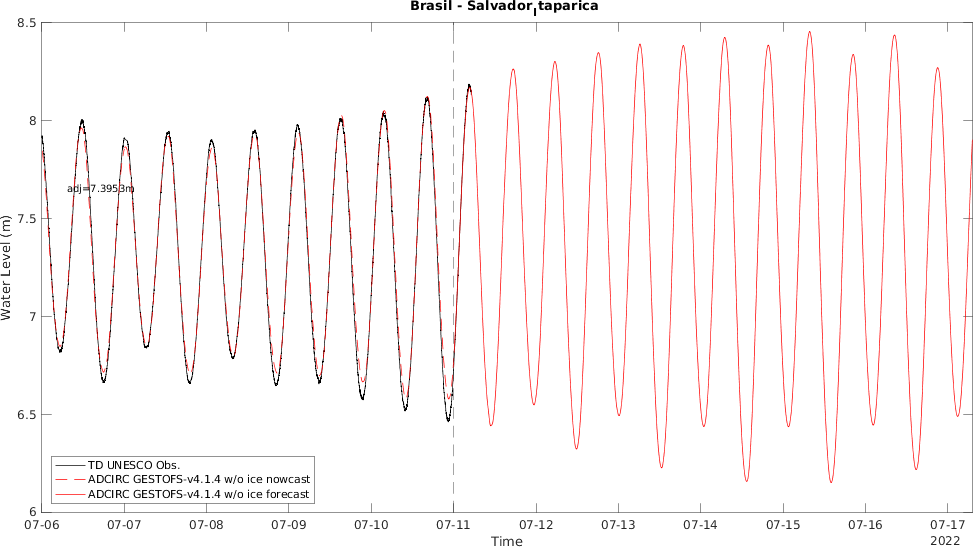 Brasil - Salvador_Itaparica
8.5
8
7.5
7
6.5
6
Water Level (m)
adj=7.3953m
TD UNESCO Obs.
ADCIRC GESTOFS-v4.1.4 w/o ice nowcast
ADCIRC GESTOFS-v4.1.4 w/o ice forecast
07-06 07-07 07-08 07-09 07-10 07-11 07-12 07-13 07-14 07-15 07-16 07-17
Time
2022